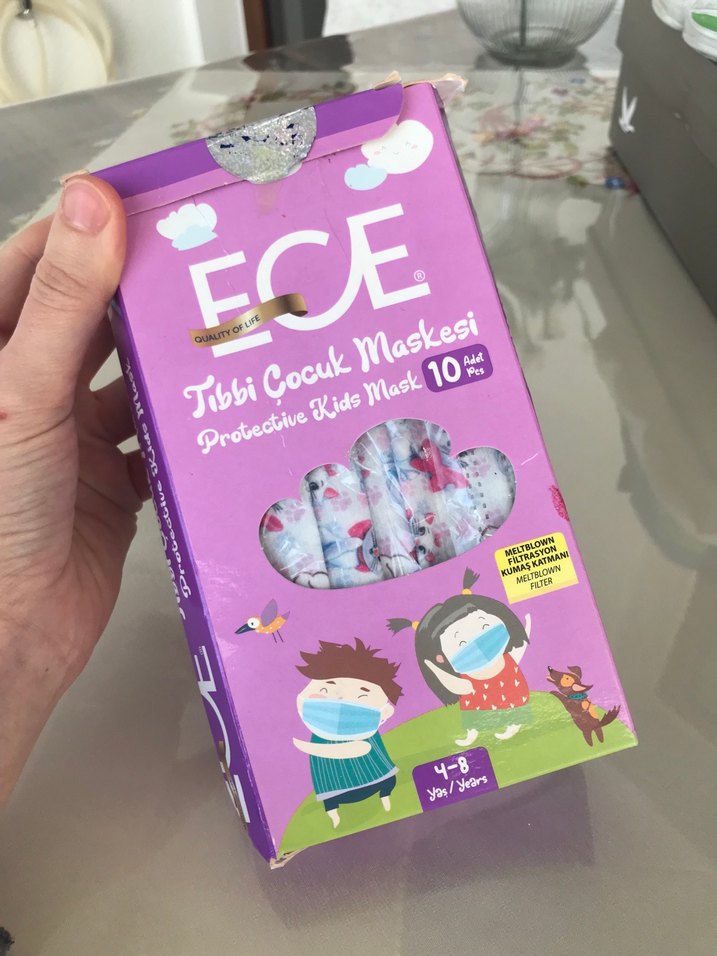 ECE
®
QUALITY OF LIFE
Tıbbi Çocuk Maskesi
Protective Kids Mask
10 Adet
Pcs
MELTBLOWN
FİLTRASYON
KUMAŞ KATMANI
MELTBLOWN
FILTER
4-8
Yaş/Years